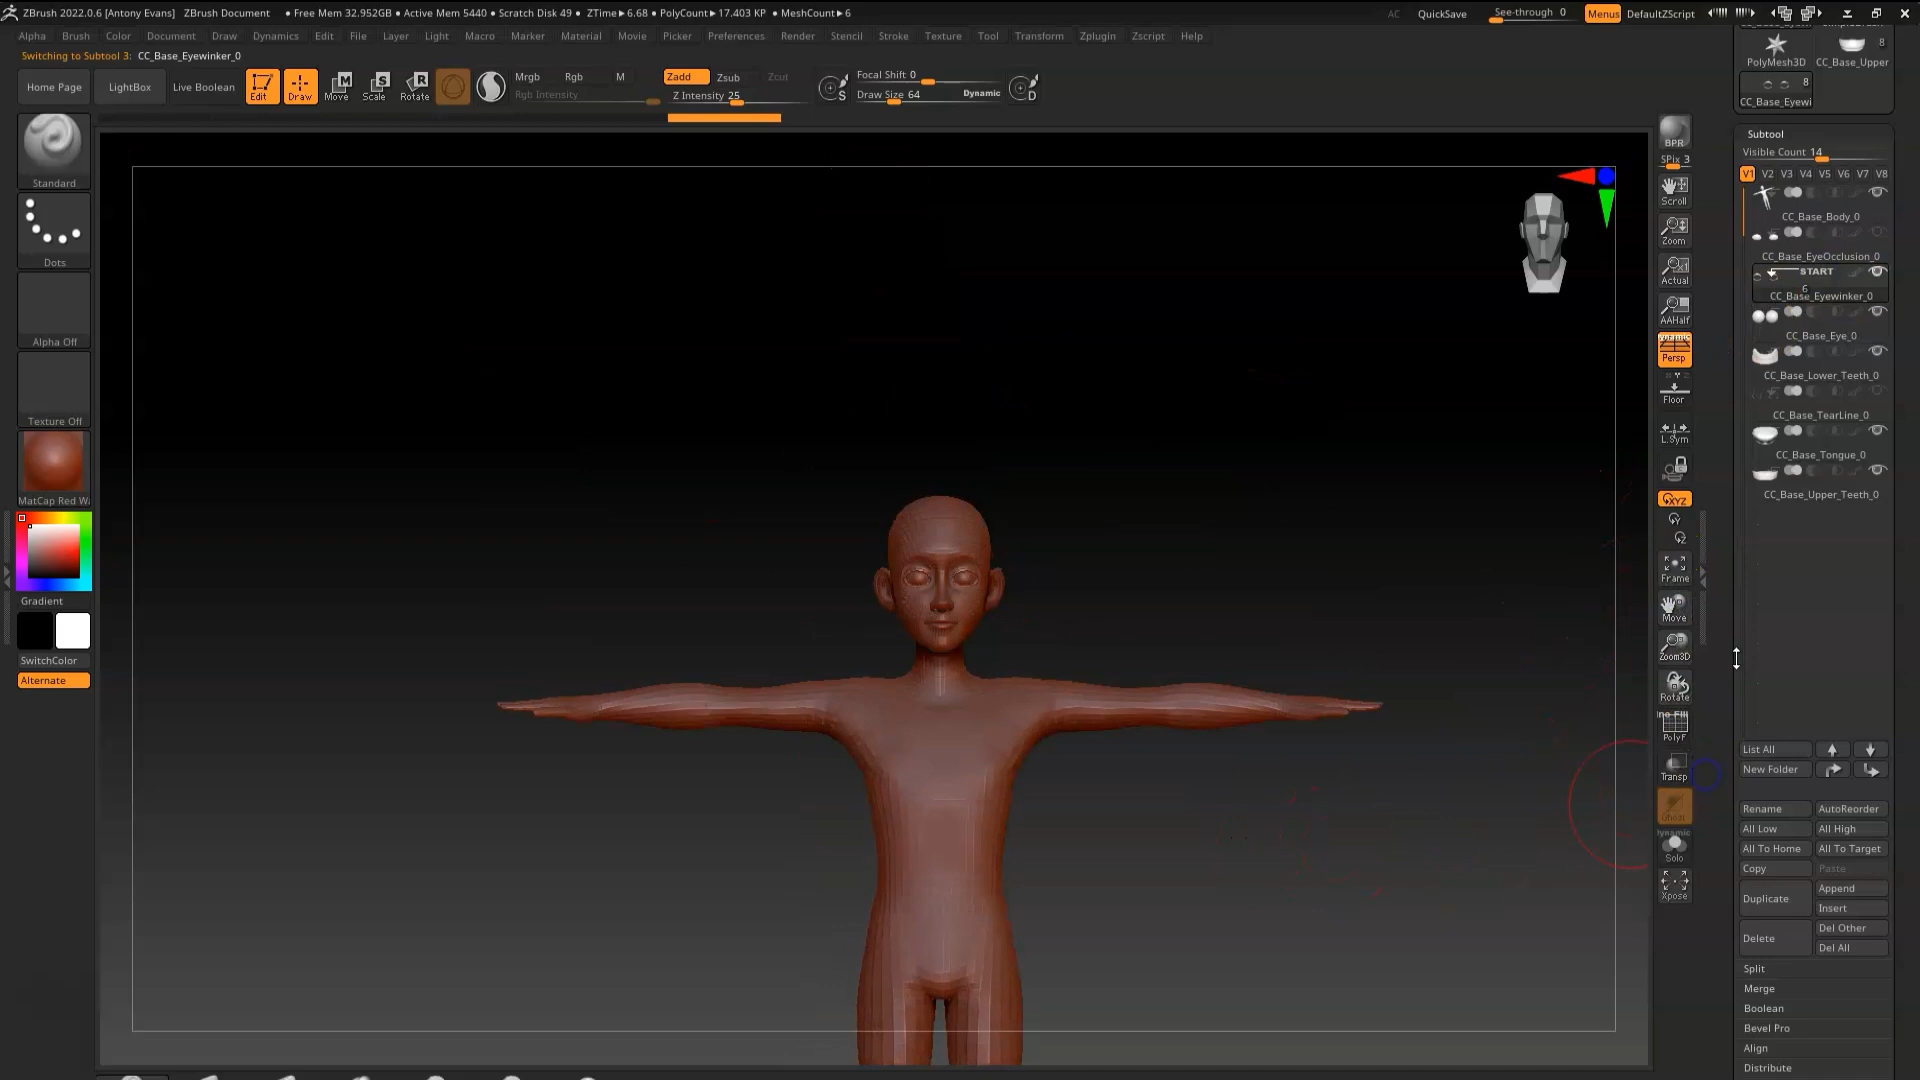 ZBrush 2022.0.6 [Antony Evans] ZBrush Document • Free Mem 32.952GB • Active Mem 5440 • Scratch Disk 49 • ZTime▶6.68 • PolyCount▶17.403 KP • MeshCount▶6 AC QuickSave See-through 0 Menus DefaultZScript
Alpha Brush Color Document Draw Dynamics Edit File Layer Light Macro Marker Material Movie Picker Preferences Render Stencil Stroke Texture Tool Transform Zplugin Zscript Help
Switching to Subtool 3: CC_Base_Eyewinker_0
Home Page LightBox Live Boolean Edit Draw Move Scale Rotate
Mrgb Rgb M
Rgb Intensity
Zadd Zsub Zcut
Z Intensity 25
Focal Shift 0
Draw Size 64 Dynamic
S
D
Standard
Dots
Alpha Off
Texture Off
MatCap Red Wa
Gradient
SwitchColor
Alternate
BPR
SPix 3
Scroll
Zoom
Actual
AAHalf
Persp
Floor
L.Sym
XYZ
Frame
Move
Zoom3D
Rotate
PolyF
Transp
Ghost
Dynamic
Solo
Xpose
8
PolyMesh3D CC_Base_Upper
8
CC_Base_Eyewi
Subtool
Visible Count 14
V1 V2 V3 V4 V5 V6 V7 V8
CC_Base_Body_0
CC_Base_EyeOcclusion_0
START
6
CC_Base_Eyewinker_0
CC_Base_Eye_0
CC_Base_Lower_Teeth_0
CC_Base_TearLine_0
CC_Base_Tongue_0
CC_Base_Upper_Teeth_0
List All
New Folder
Rename AutoReorder
All Low All High
All To Home All To Target
Copy Paste
Duplicate Append
Insert
Delete Del Other
Del All
Split
Merge
Boolean
Bevel Pro
Align
Distribute